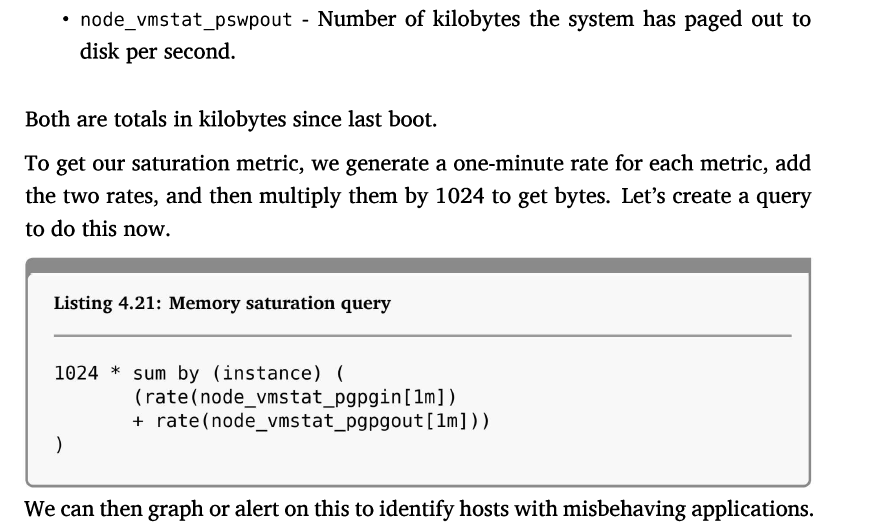 • node_vmstat_pswpout - Number of kilobytes the system has paged out to
disk per second.
Both are totals in kilobytes since last boot.
To get our saturation metric, we generate a one-minute rate for each metric, add
the two rates, and then multiply them by 1024 to get bytes. Let's create a query
to do this now.
Listing 4.21: Memory saturation query
1024 * sum by (instance) (
(rate(node_vmstat_pgpgin[1m])
+ rate(node_vmstat_pgpgout[1m]))
)
We can then graph or alert on this to identify hosts with misbehaving applications.